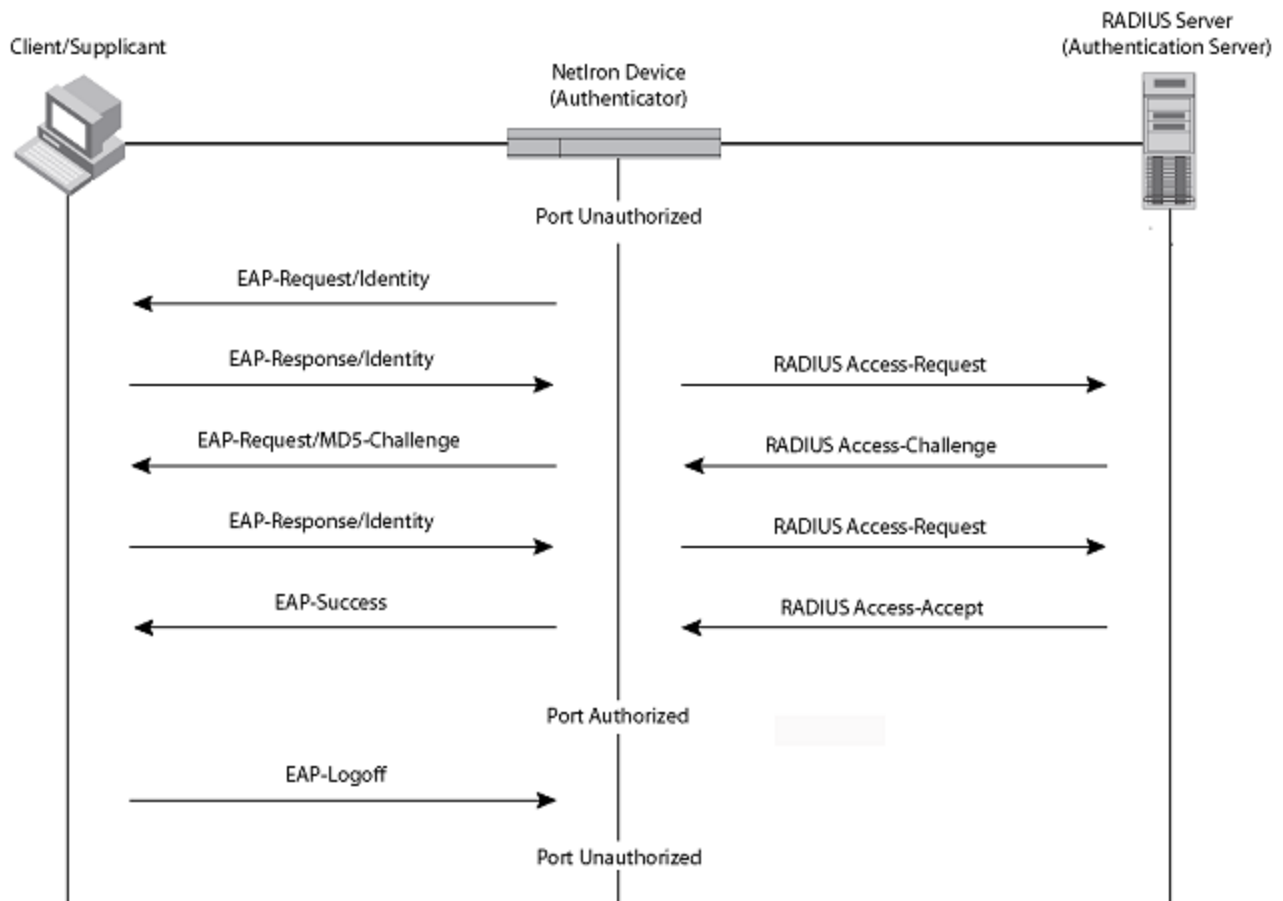 Client/Supplicant
NetIron Device
(Authenticator)
RADIUS Server
(Authentication Server)
Port Unauthorized
EAP-Request/Identity
EAP-Response/Identity
RADIUS Access-Request
EAP-Request/MD5-Challenge
RADIUS Access-Challenge
EAP-Response/Identity
RADIUS Access-Request
EAP-Success
RADIUS Access-Accept
Port Authorized
EAP-Logoff
Port Unauthorized